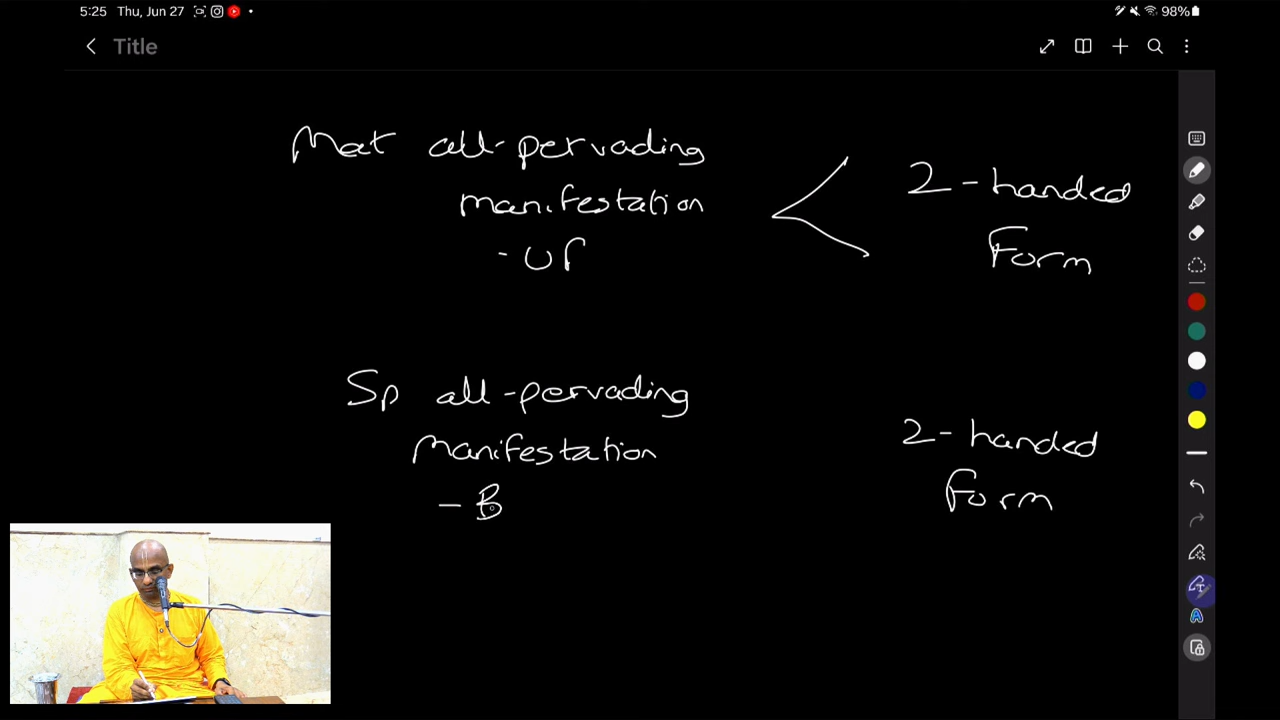 5:25 Thu, Jun 27
98%
Title
Mat all-pervading
manifestation
- UF
2-handed
Form
Sp all-pervading
manifestation
- B
2-handed
Form